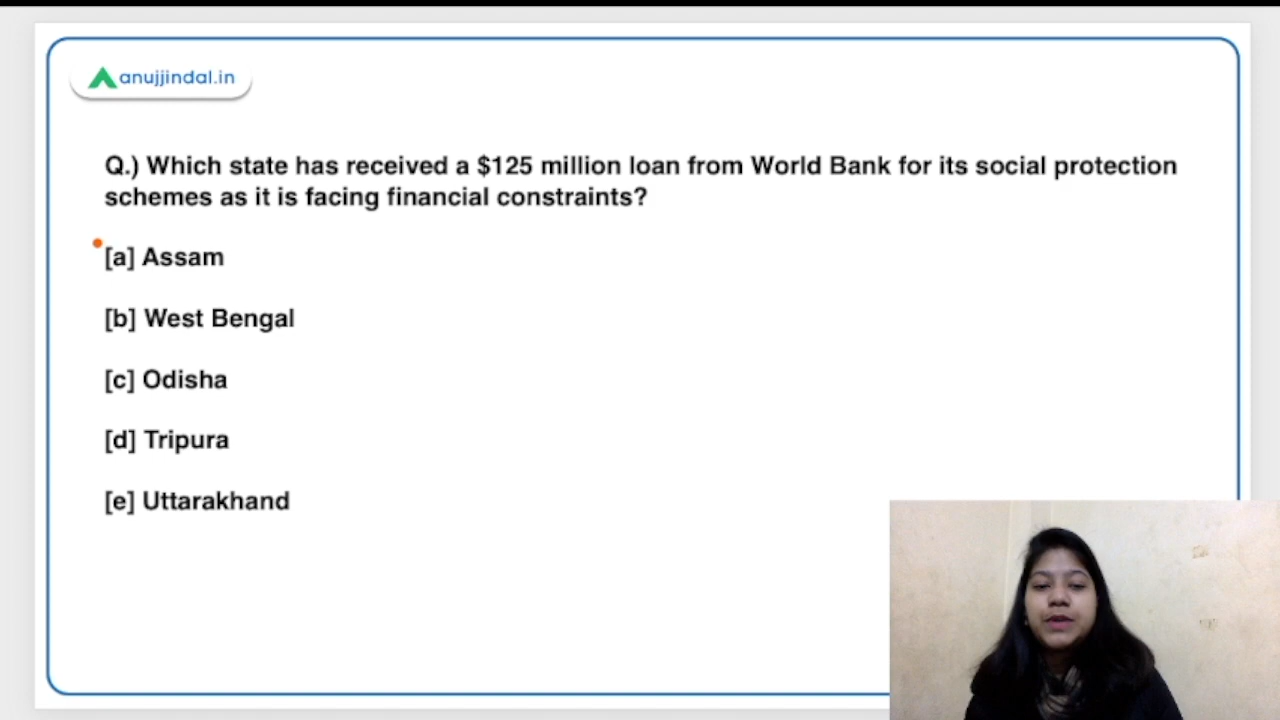 anujjindal.in
Q.) Which state has received a $125 million loan from World Bank for its social protection
schemes as it is facing financial constraints?
[a] Assam
[b] West Bengal
[c] Odisha
[d] Tripura
[e] Uttarakhand